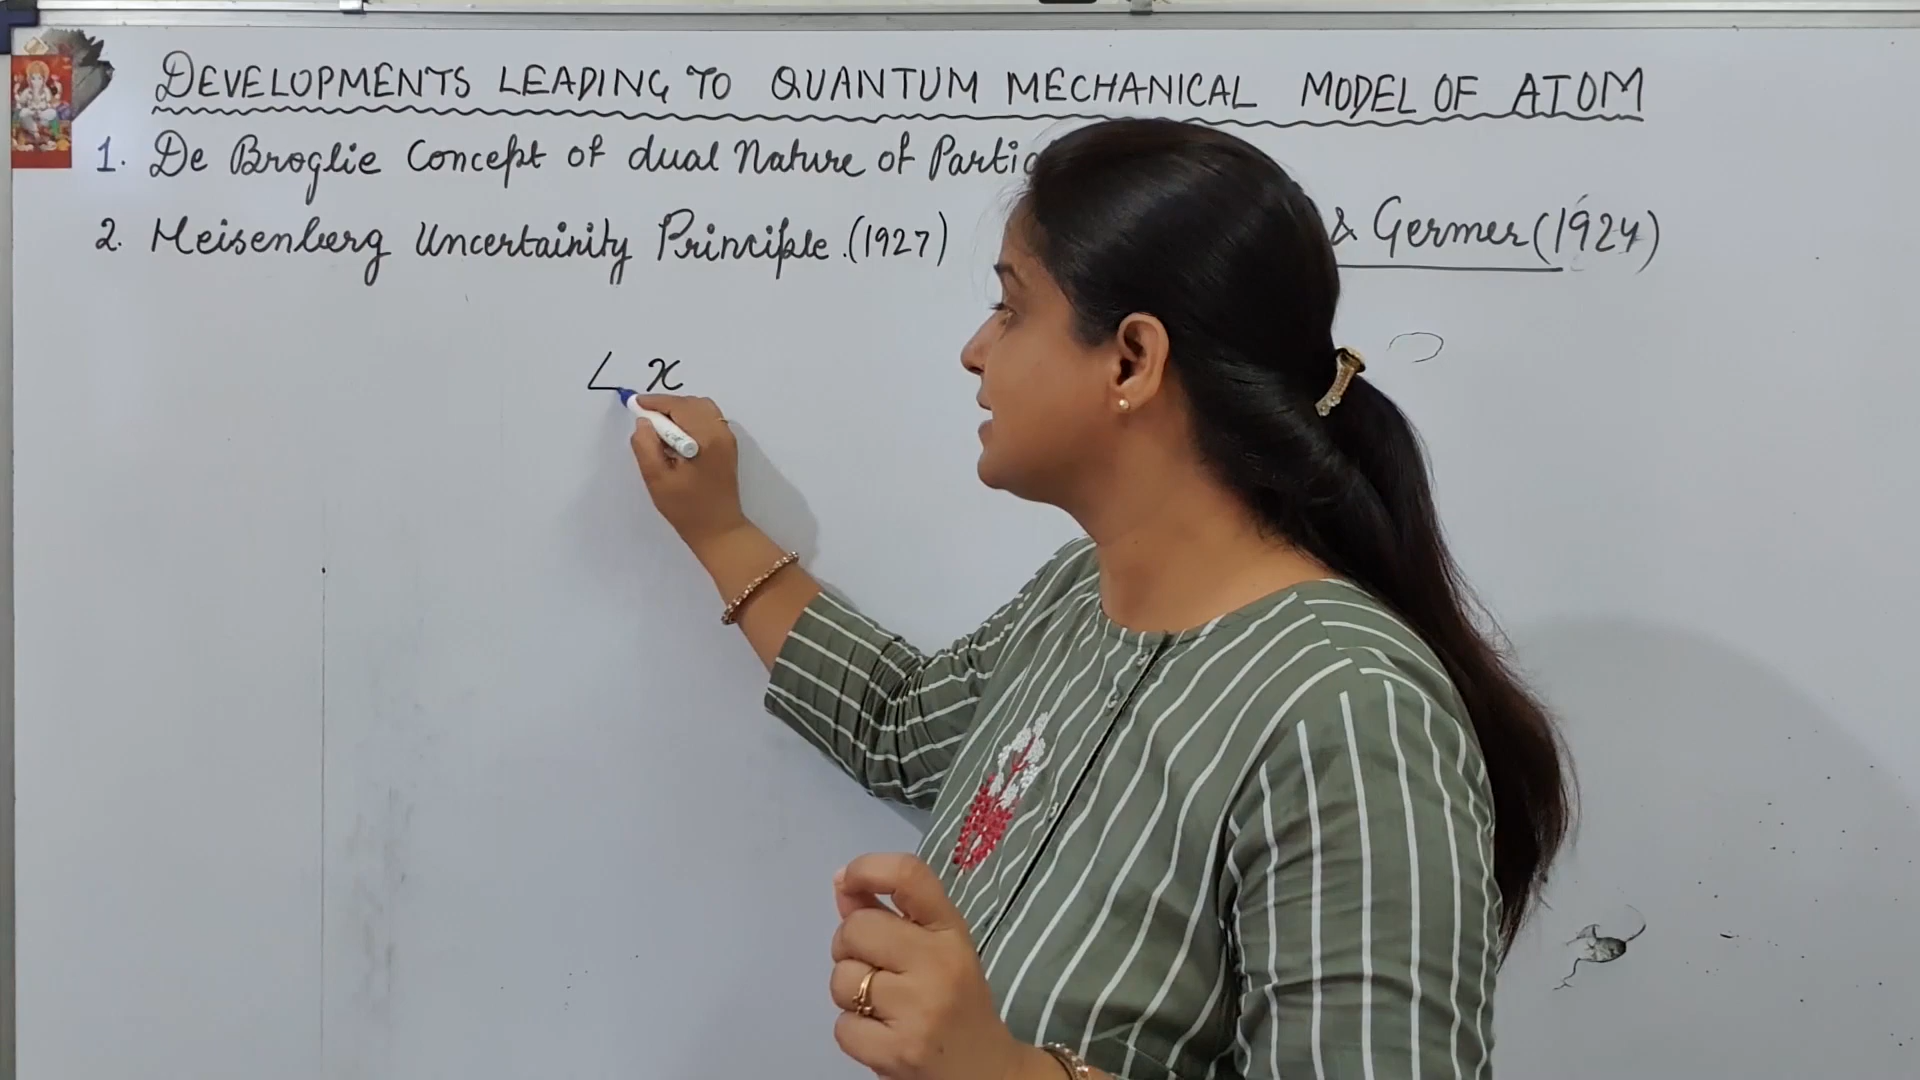 DEVELOPMENTS LEADING TO QUANTUM MECHANICAL MODEL OF ATOM
1. De Broglie Concept of dual Nature of
2. Heisenberg Uncertainity Principle.(1927) & Germer(1924)
x